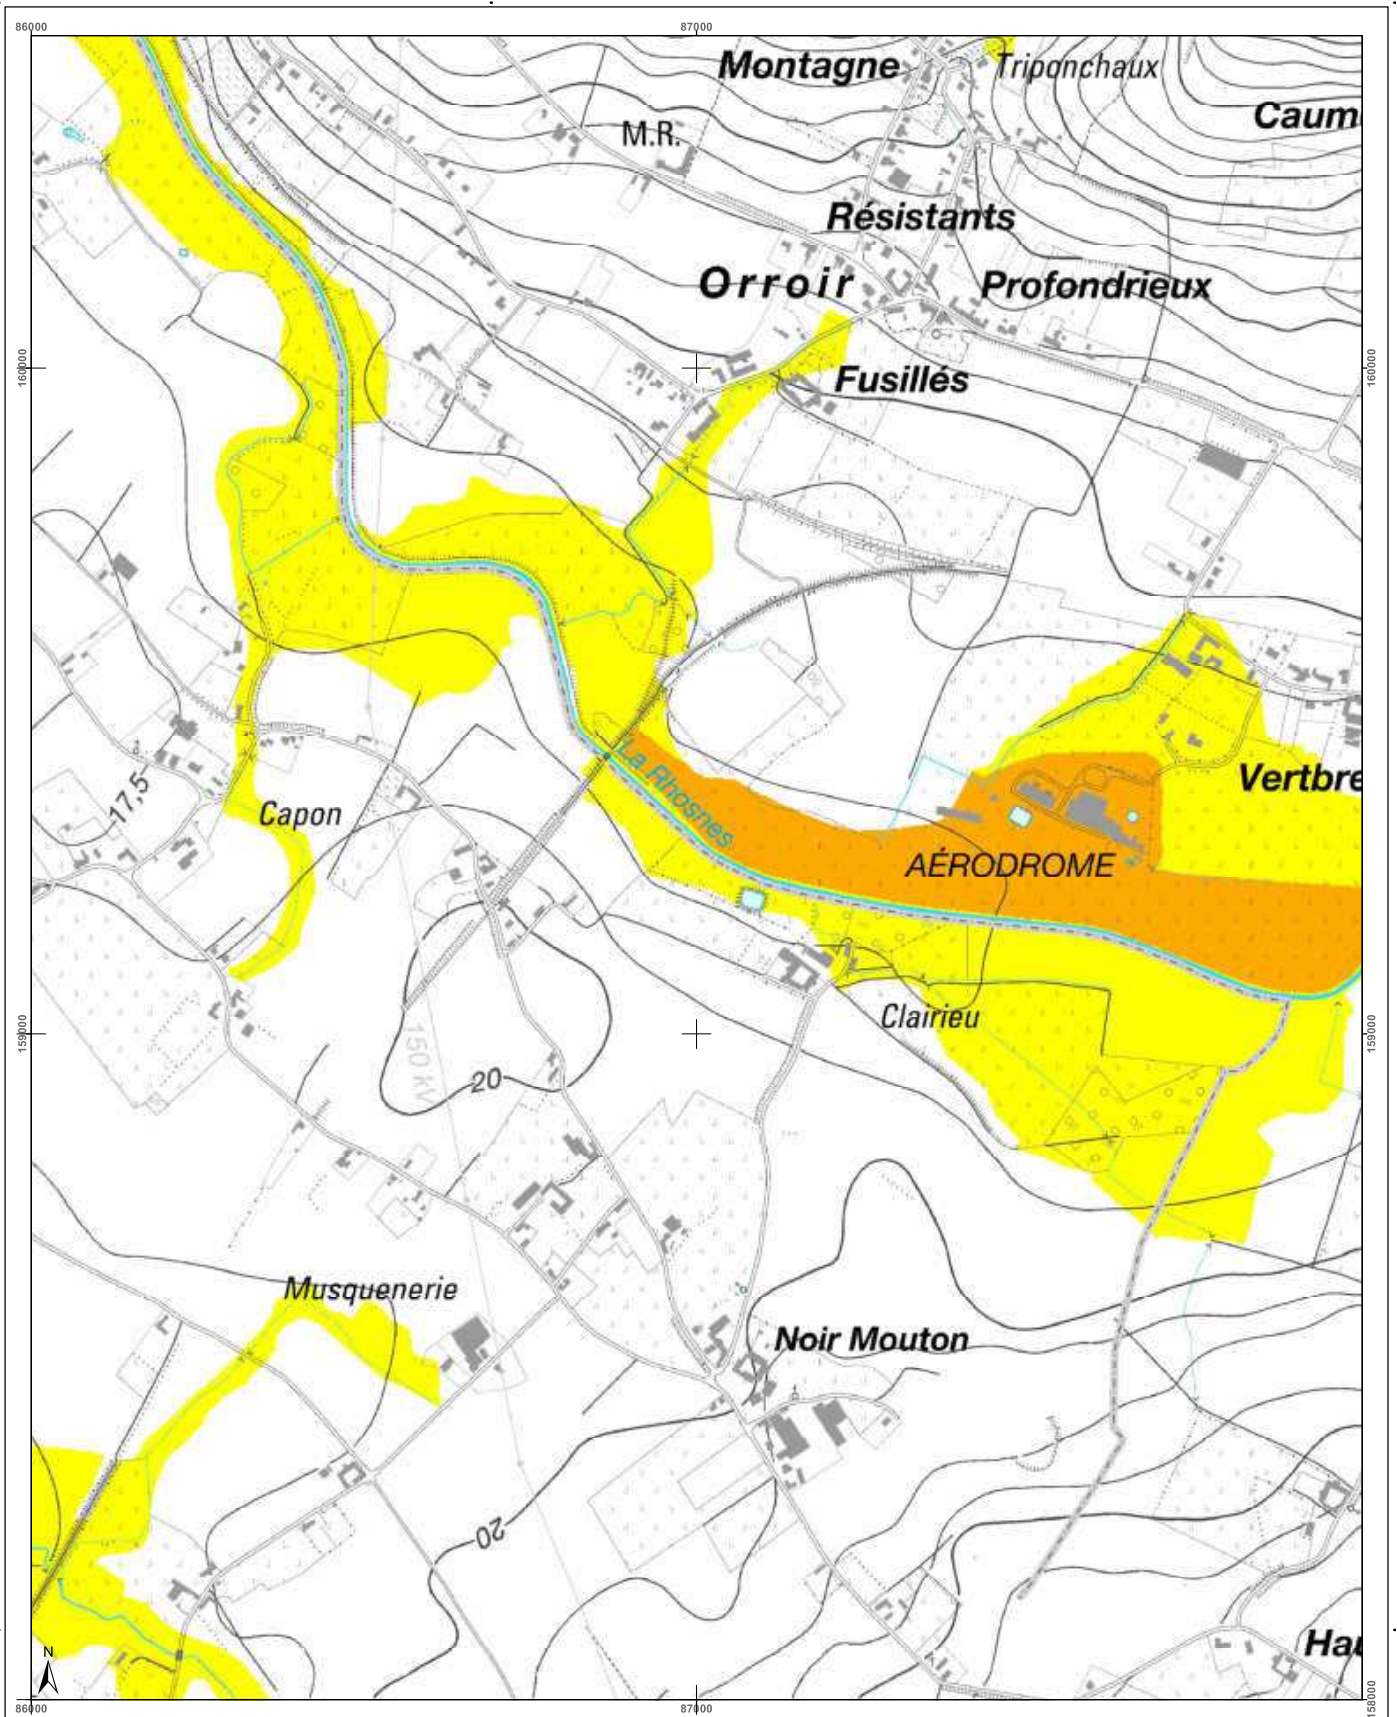 86000
87000
Montagne
Triponchaux
Caum
M.R.
Résistants
Orroir
Profondrieux
160000
160000
Fusillés
La Rhosnes
Vertbre
17,5
Capon
AÉRODROME
159000
Clairieu
159000
150 kV
20
Musquenerie
Noir Mouton
20
Hau
N
86000
87000
158000